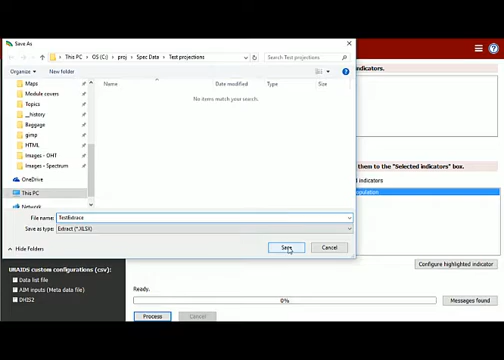 Save As
This PC > OS (C:) > proj > Spec Data > Test projections
Search Test projections
Organize
New folder
Name
Date modified
Type
Size
No items match your search.
Maps
Module covers
Topics
__history
Baggage
gimp
HTML
Images - OHT
Images - Spectrum
OneDrive
This PC
Network
File name: TestExtrace
Save as type: Extract (*.XLSX)
Hide Folders
Save
Cancel
indicators.
them to the "Selected indicators" box.
indicators
opulation
Configure highlighted indicator
UNAIDS custom configurations (csv)
Data list file
AIM inputs (Meta data file)
DHIS2
Ready.
0%
Messages found
Process
Cancel